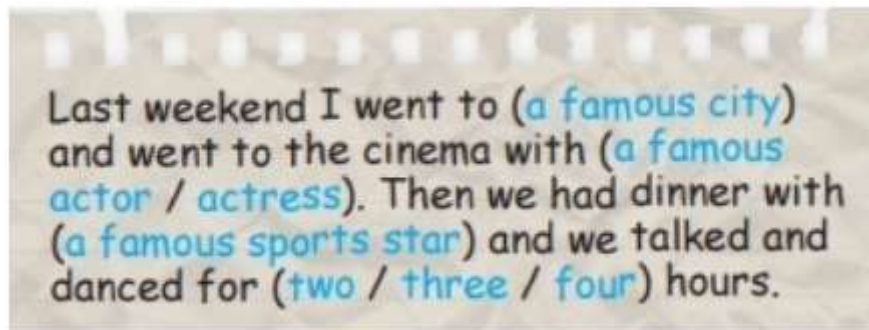 Last weekend I went to (a famous city)
and went to the cinema with (a famous
actor / actress). Then we had dinner with
(a famous sports star) and we talked and
danced for (two / three / four) hours.